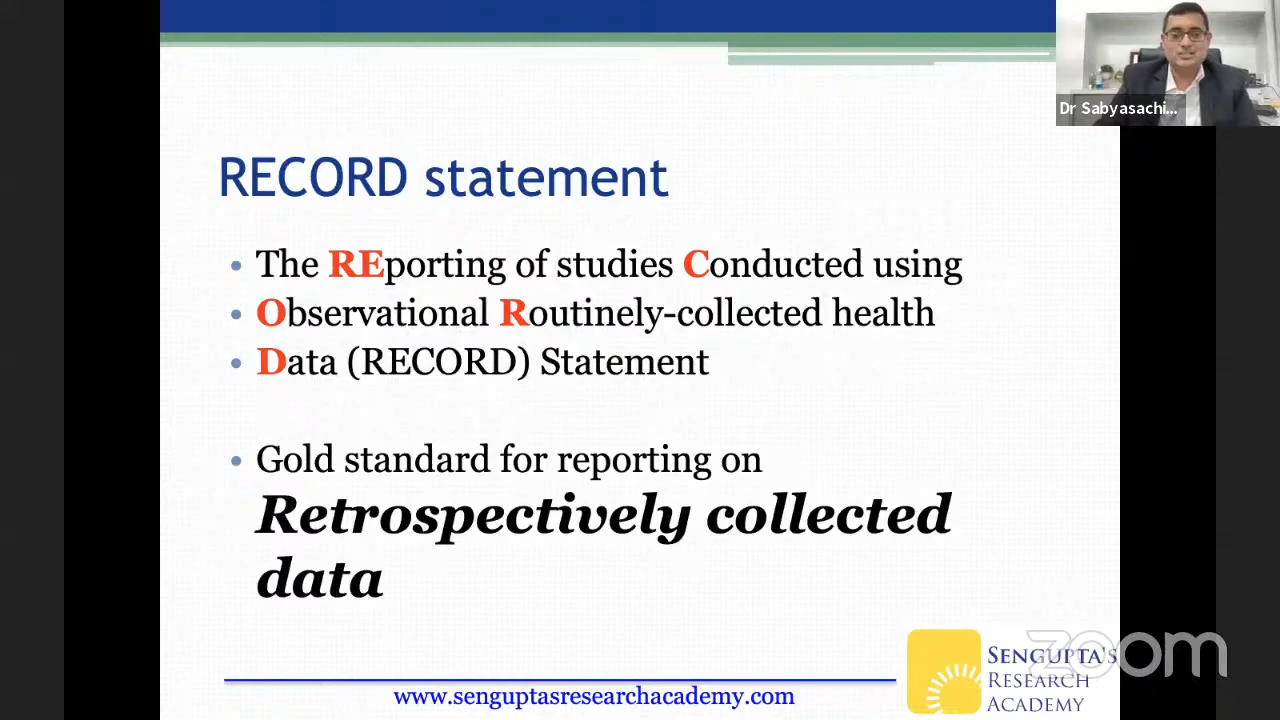 Dr Sabyasachi...
RECORD statement
• The REporting of studies Conducted using
• Observational Routinely-collected health
• Data (RECORD) Statement
• Gold standard for reporting on
Retrospectively collected
data
www.senguptasresearchacademy.com
SENGUPTA'S
RESEARCH
ACADEMY
zoom